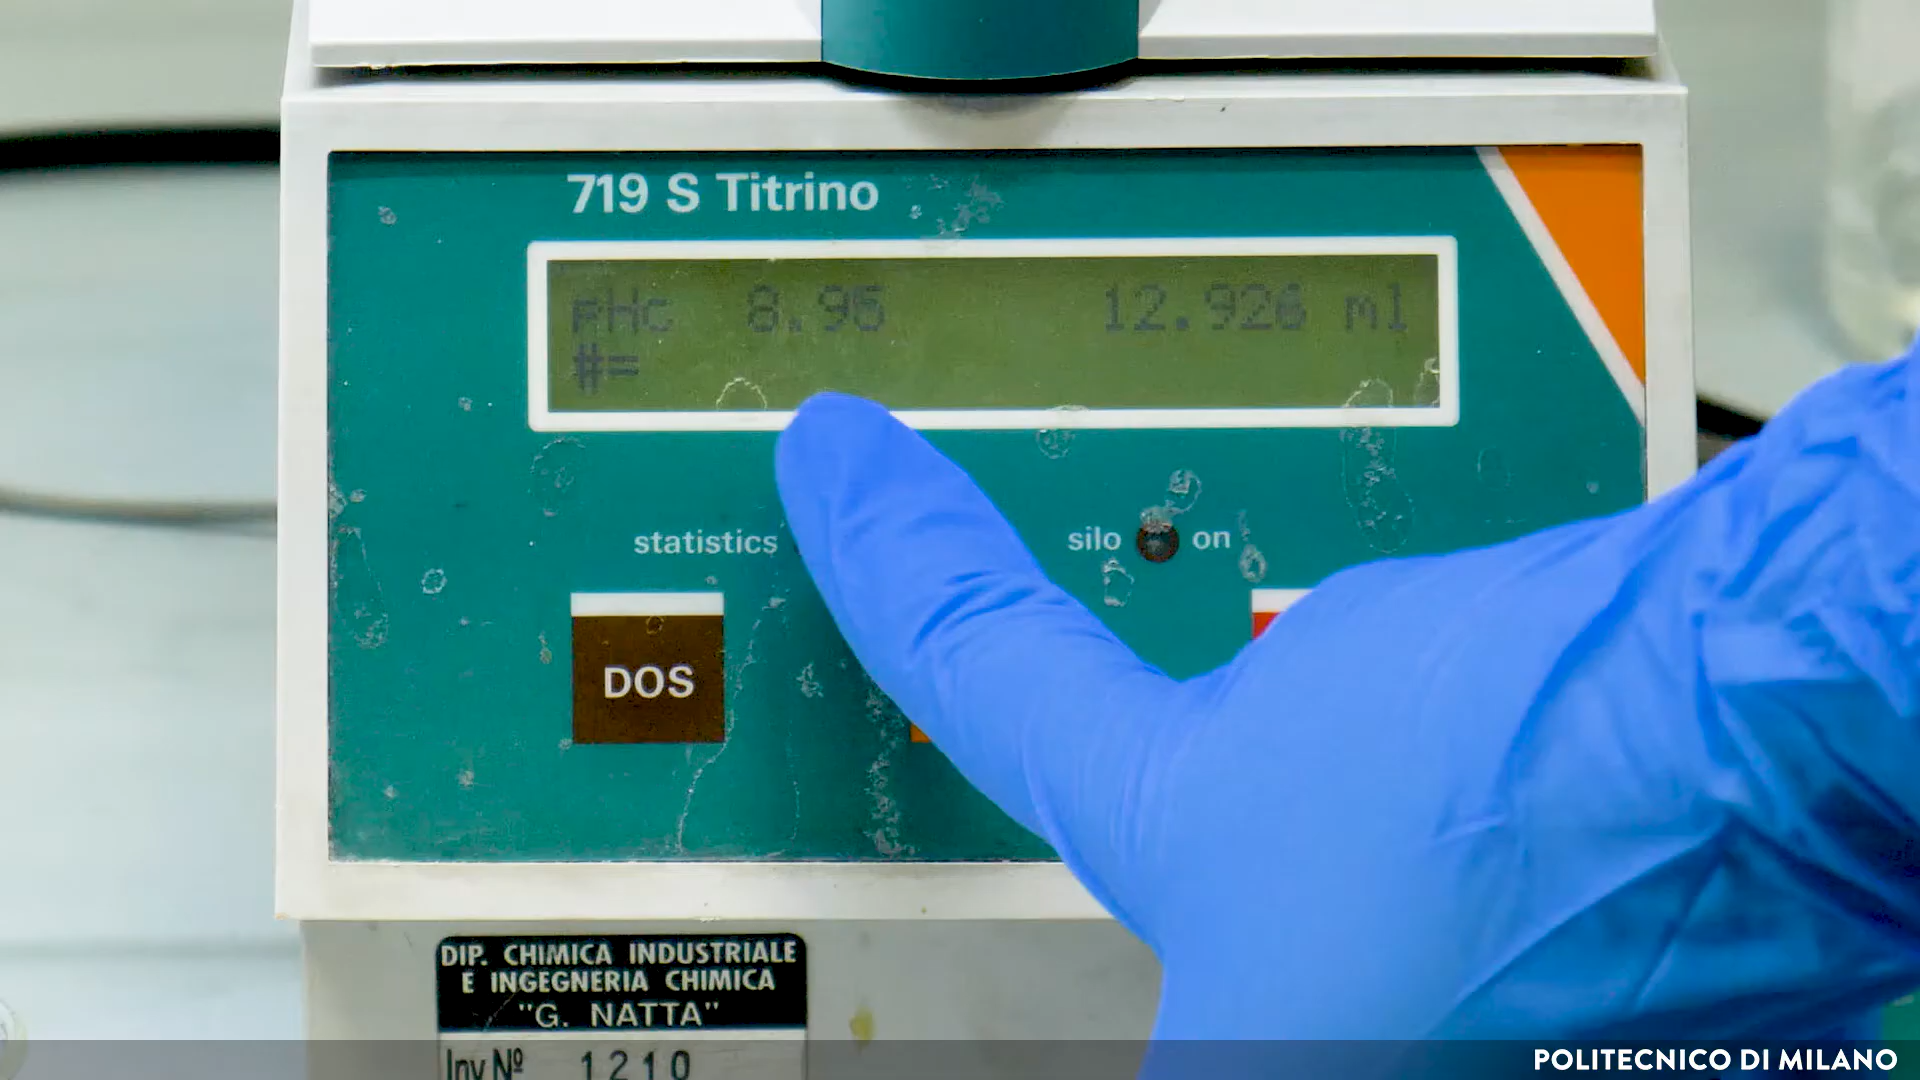 719 S Titrino
pHc 8.95 12.926 ml
#=
statistics
silo on
DOS
DIP. CHIMICA INDUSTRIALE
E INGEGNERIA CHIMICA
"G. NATTA"
Inv Nº 1210
POLITECNICO DI MILANO